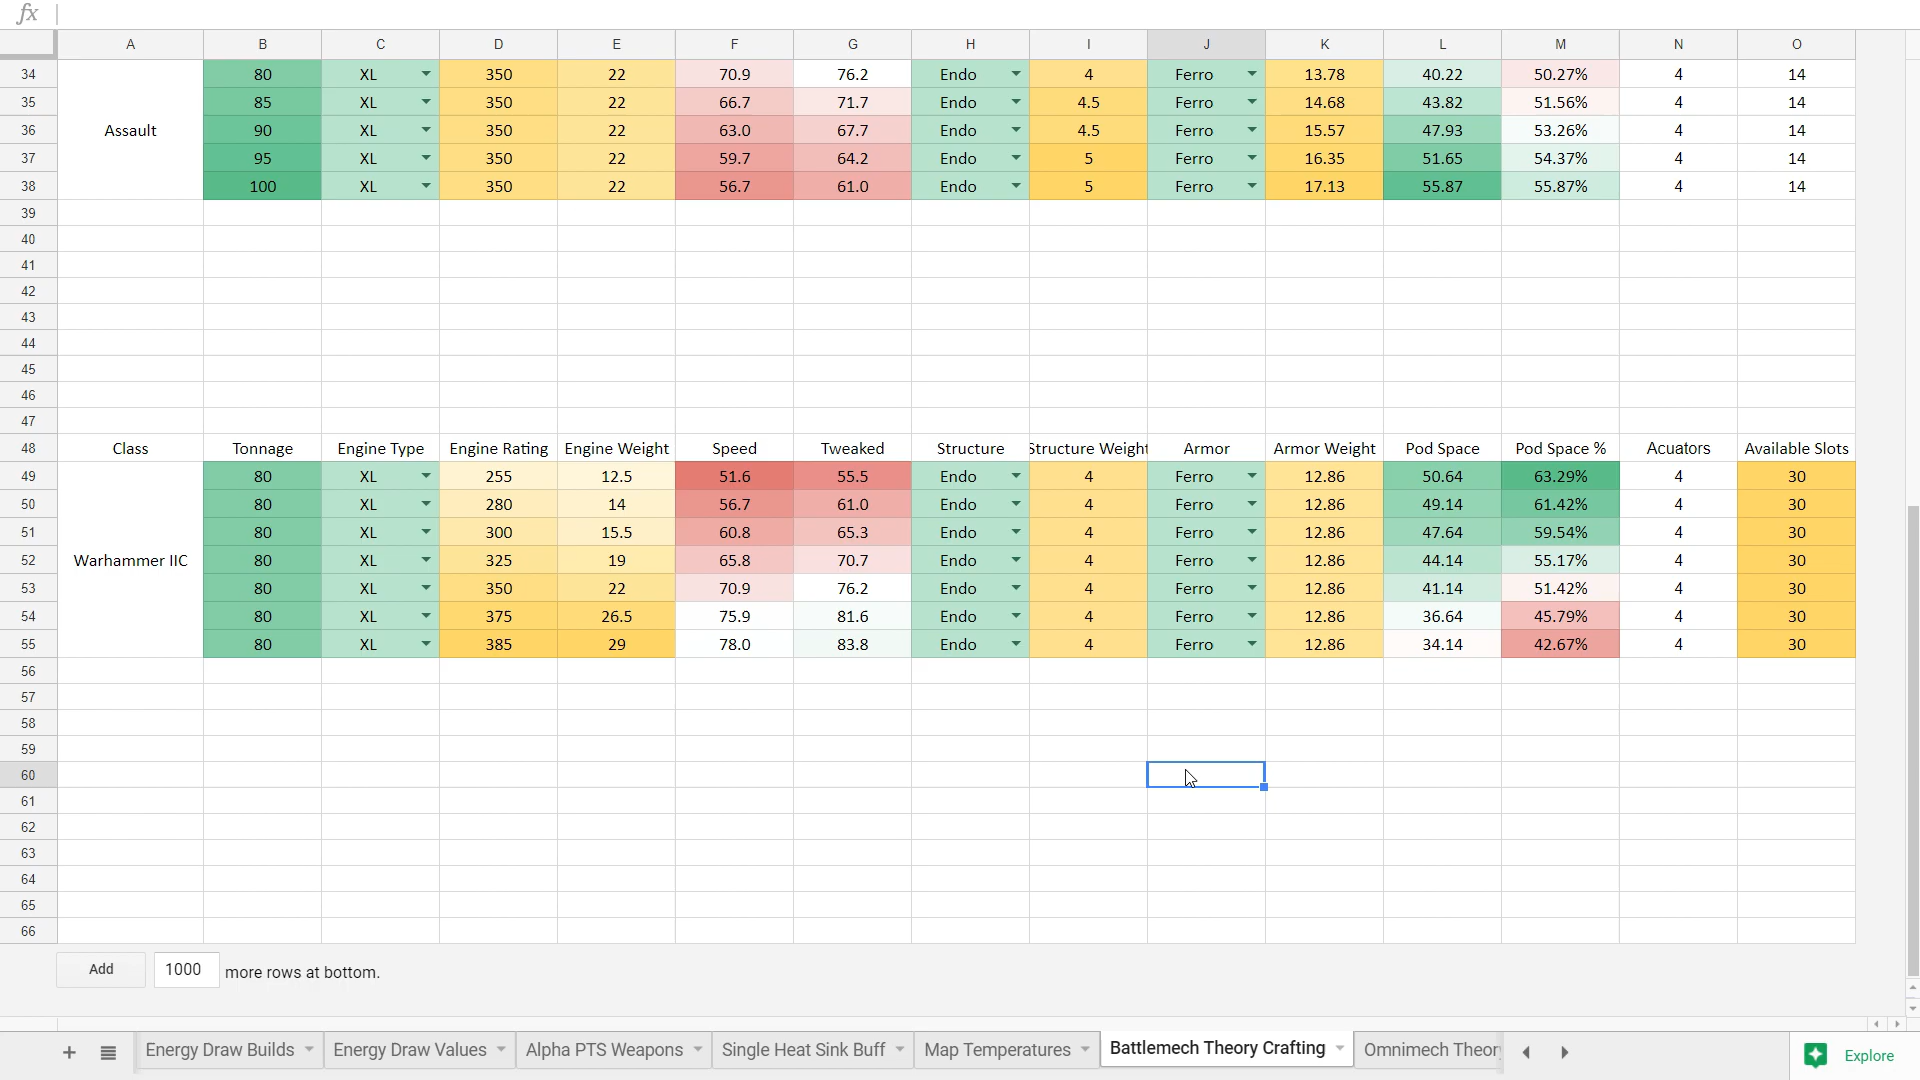 fx
A B C D E F G H I J K L M N O
34 80 XL 350 22 70.9 76.2 Endo 4 Ferro 13.78 40.22 50.27% 4 14
35 85 XL 350 22 66.7 71.7 Endo 4.5 Ferro 14.68 43.82 51.56% 4 14
36 Assault 90 XL 350 22 63.0 67.7 Endo 4.5 Ferro 15.57 47.93 53.26% 4 14
37 95 XL 350 22 59.7 64.2 Endo 5 Ferro 16.35 51.65 54.37% 4 14
38 100 XL 350 22 56.7 61.0 Endo 5 Ferro 17.13 55.87 55.87% 4 14
39
40
41
42
43
44
45
46
47
48 Class Tonnage Engine Type Engine Rating Engine Weight Speed Tweaked Structure Structure Weight Armor Armor Weight Pod Space Pod Space % Acuators Available Slots
49 80 XL 255 12.5 51.6 55.5 Endo 4 Ferro 12.86 50.64 63.29% 4 30
50 80 XL 280 14 56.7 61.0 Endo 4 Ferro 12.86 49.14 61.42% 4 30
51 80 XL 300 15.5 60.8 65.3 Endo 4 Ferro 12.86 47.64 59.54% 4 30
52 Warhammer IIC 80 XL 325 19 65.8 70.7 Endo 4 Ferro 12.86 44.14 55.17% 4 30
53 80 XL 350 22 70.9 76.2 Endo 4 Ferro 12.86 41.14 51.42% 4 30
54 80 XL 375 26.5 75.9 81.6 Endo 4 Ferro 12.86 36.64 45.79% 4 30
55 80 XL 385 29 78.0 83.8 Endo 4 Ferro 12.86 34.14 42.67% 4 30
56
57
58
59
60
61
62
63
64
65
66
Add 1000 more rows at bottom.
+ Energy Draw Builds Energy Draw Values Alpha PTS Weapons Single Heat Sink Buff Map Temperatures Battlemech Theory Crafting Omnimech Theor Explore